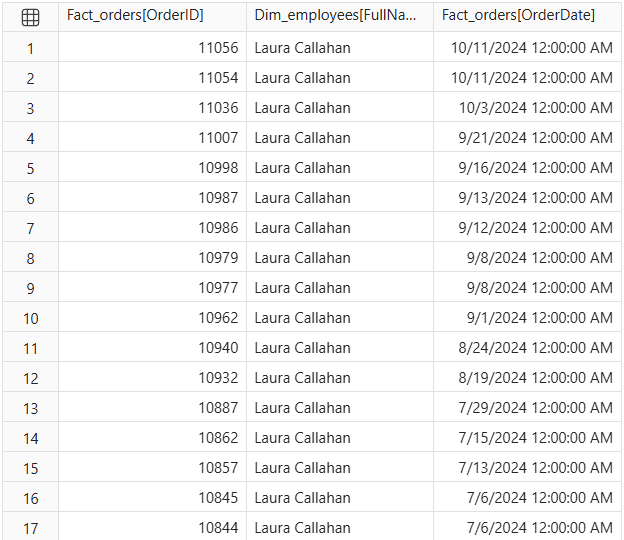 Fact_orders[OrderID] Dim_employees[FullNa... Fact_orders[OrderDate]
1 11056 Laura Callahan 10/11/2024 12:00:00 AM
2 11054 Laura Callahan 10/11/2024 12:00:00 AM
3 11036 Laura Callahan 10/3/2024 12:00:00 AM
4 11007 Laura Callahan 9/21/2024 12:00:00 AM
5 10998 Laura Callahan 9/16/2024 12:00:00 AM
6 10987 Laura Callahan 9/13/2024 12:00:00 AM
7 10986 Laura Callahan 9/12/2024 12:00:00 AM
8 10979 Laura Callahan 9/8/2024 12:00:00 AM
9 10977 Laura Callahan 9/8/2024 12:00:00 AM
10 10962 Laura Callahan 9/1/2024 12:00:00 AM
11 10940 Laura Callahan 8/24/2024 12:00:00 AM
12 10932 Laura Callahan 8/19/2024 12:00:00 AM
13 10887 Laura Callahan 7/29/2024 12:00:00 AM
14 10862 Laura Callahan 7/15/2024 12:00:00 AM
15 10857 Laura Callahan 7/13/2024 12:00:00 AM
16 10845 Laura Callahan 7/6/2024 12:00:00 AM
17 10844 Laura Callahan 7/6/2024 12:00:00 AM